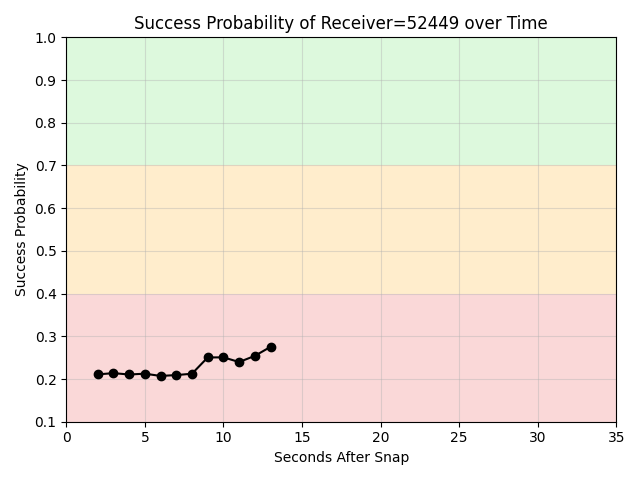 Success Probability of Receiver=52449 over Time
1.0
0.9
0.8
0.7
0.6
0.5
0.4
0.3
0.2
0.1
Success Probability
0 5 10 15 20 25 30 35
Seconds After Snap